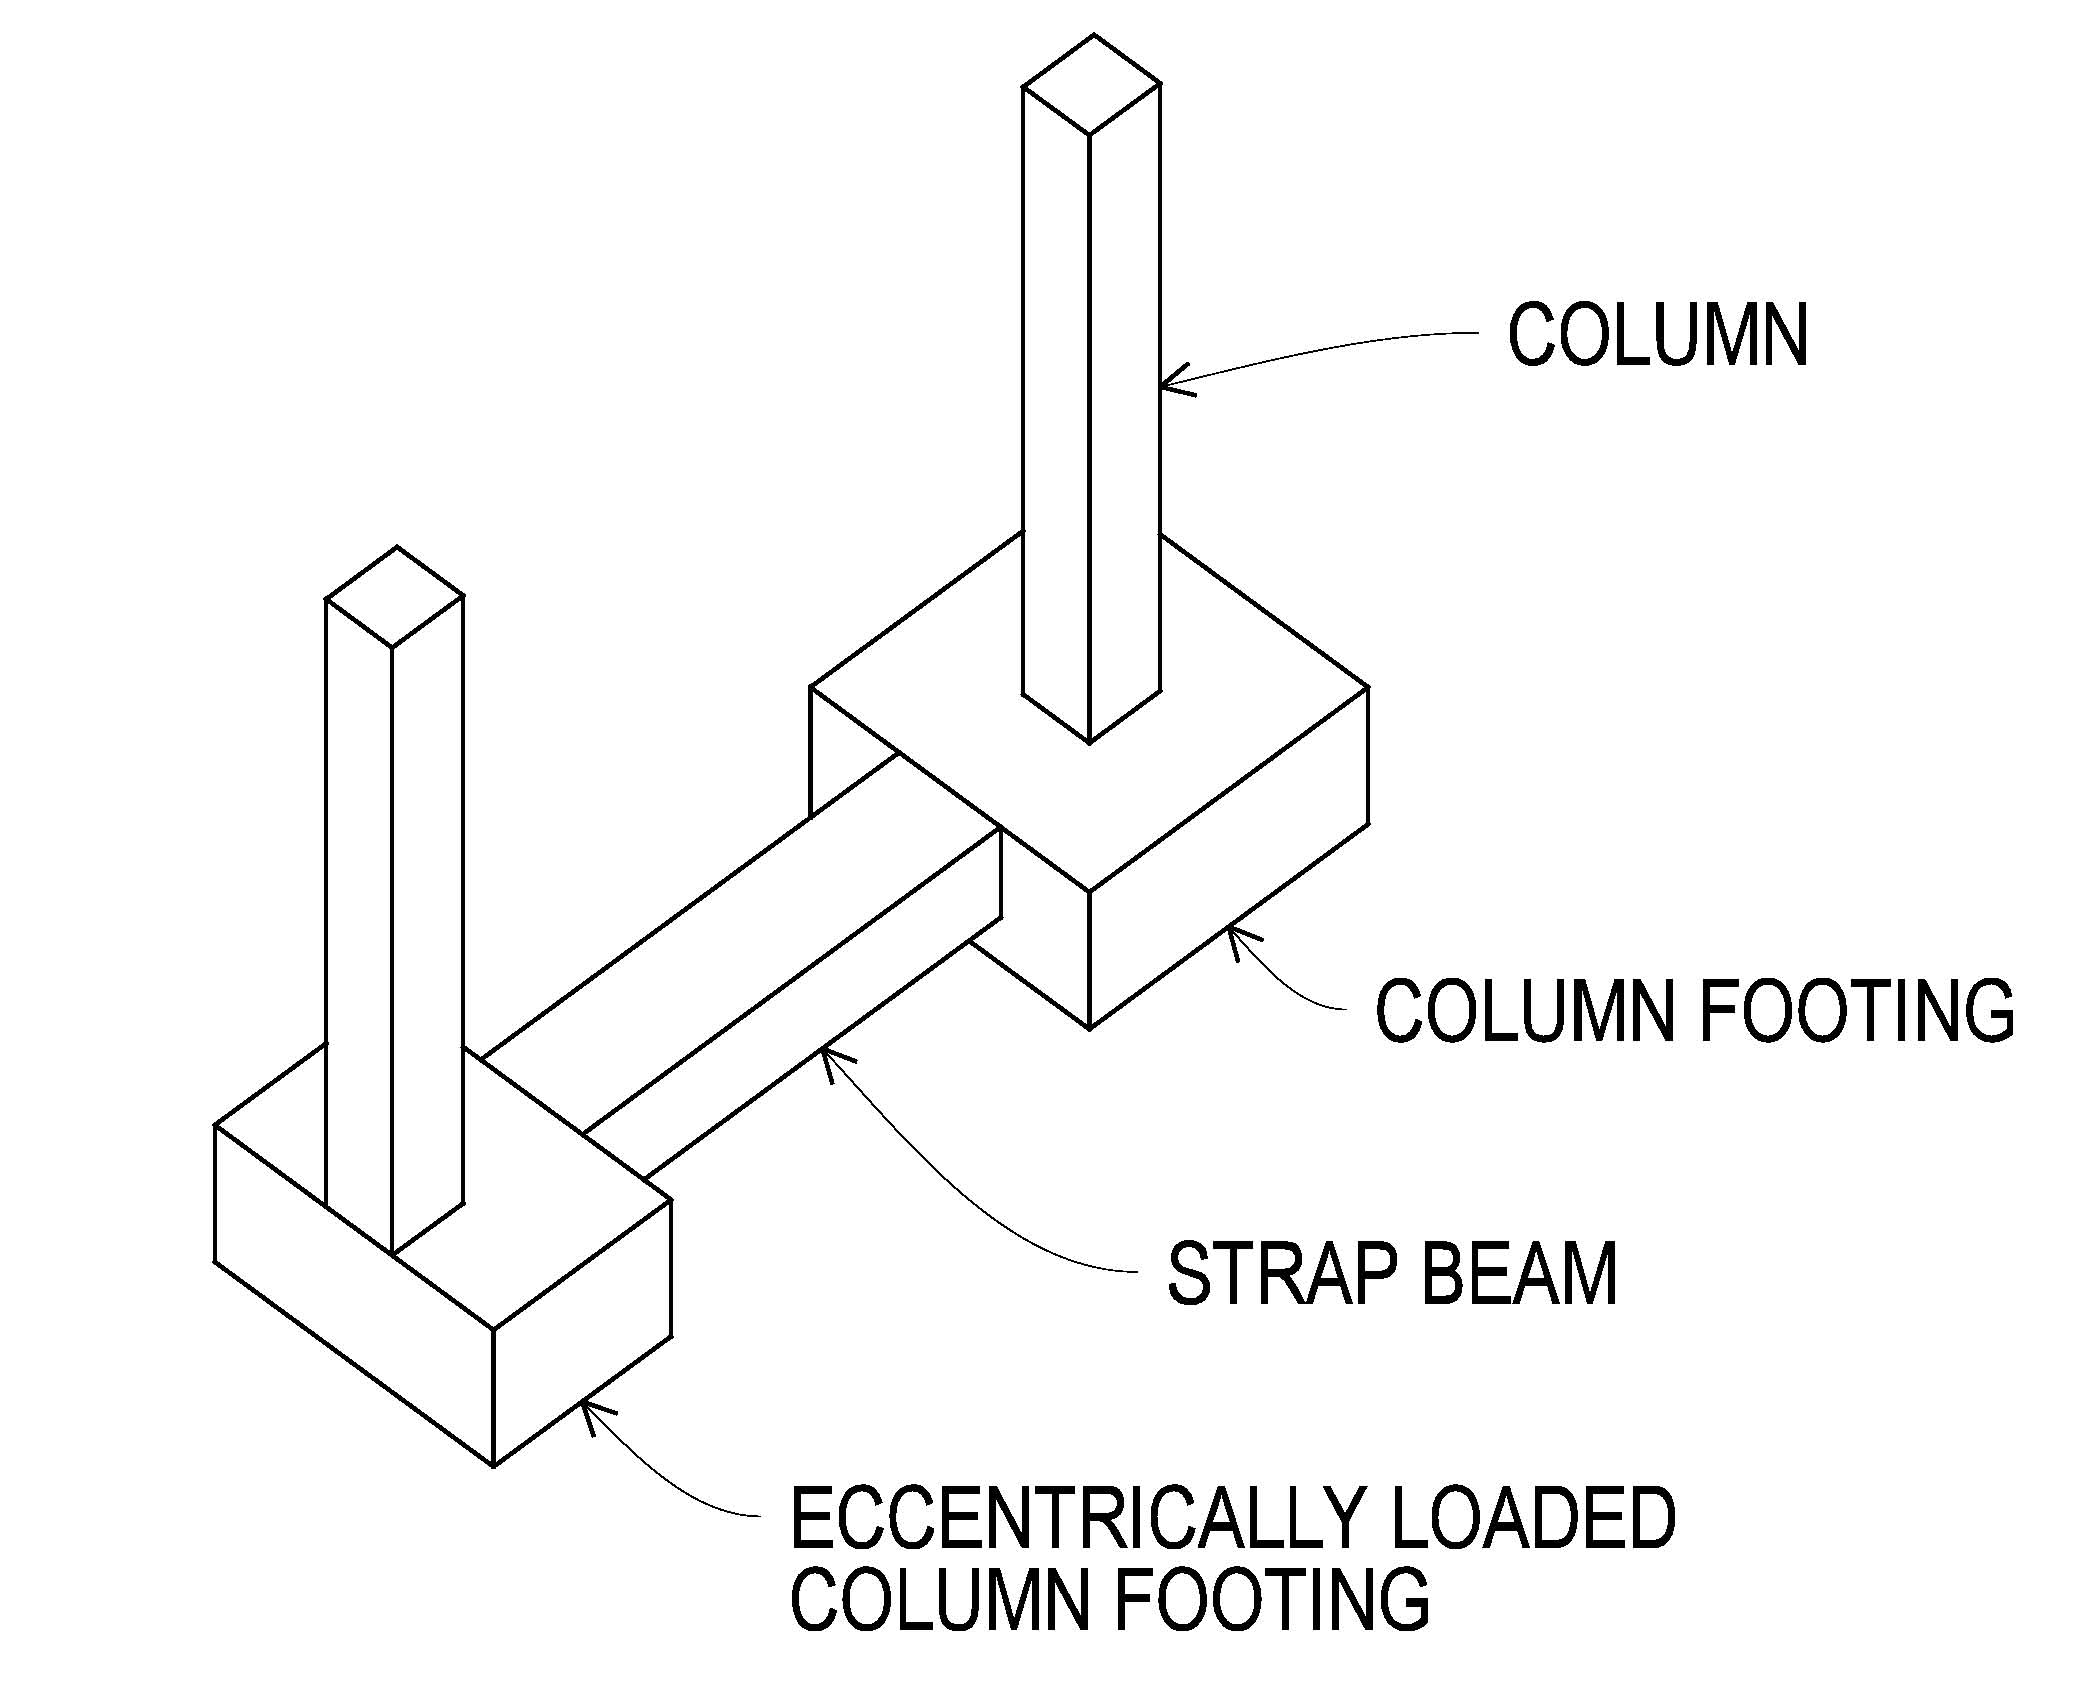 COLUMN
COLUMN FOOTING
STRAP BEAM
ECCENTRICALLY LOADED
COLUMN FOOTING